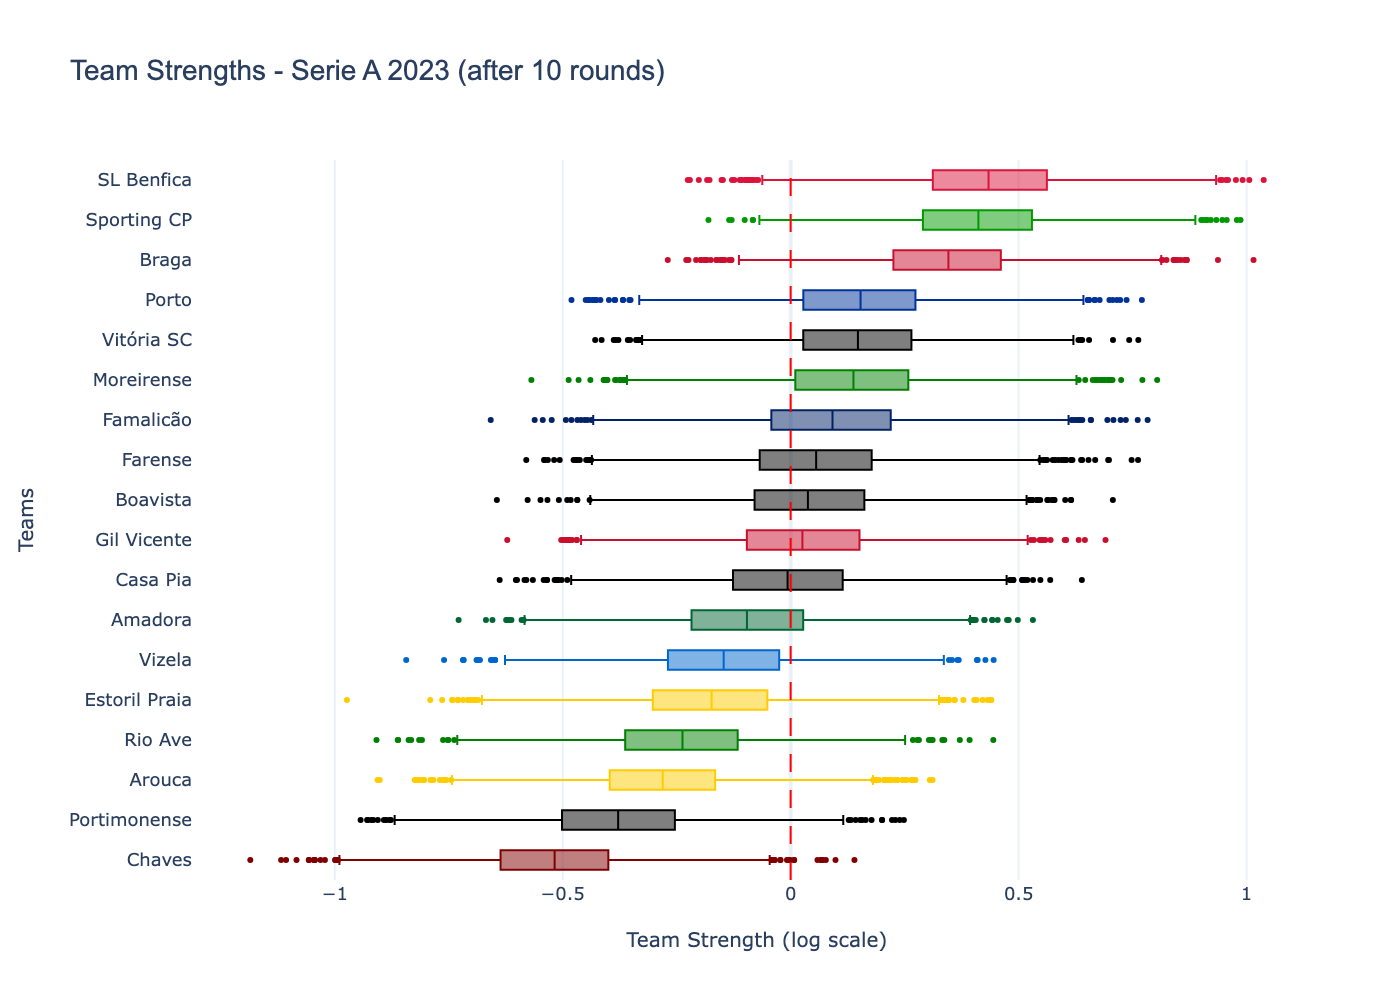 Team Strengths - Serie A 2023 (after 10 rounds)
SL Benfica
Sporting CP
Braga
Porto
Vitória SC
Moreirense
Famalicão
Farense
Boavista
Gil Vicente
Casa Pia
Amadora
Vizela
Estoril Praia
Rio Ave
Arouca
Portimonense
Chaves
Teams
−1 −0.5 0 0.5 1
Team Strength (log scale)